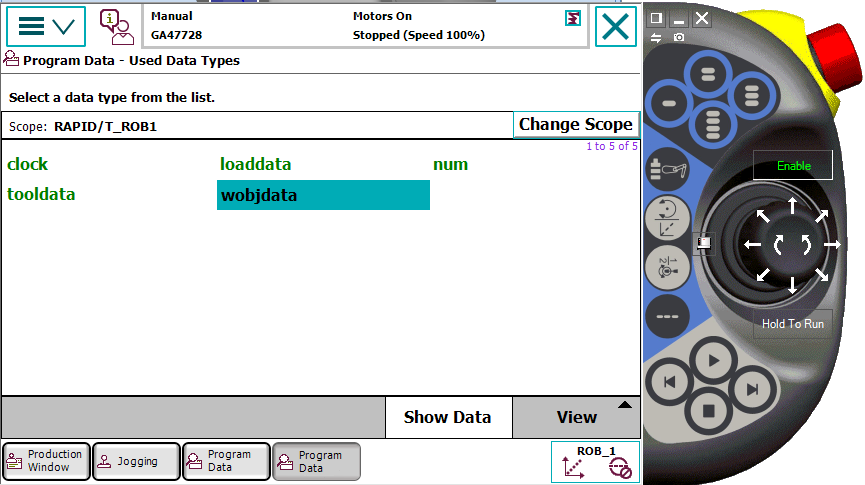 Manual
GA47728
Motors On
Stopped (Speed 100%)
Program Data - Used Data Types
Select a data type from the list.
Scope: RAPID/T_ROB1
Change Scope
1 to 5 of 5
clock
loaddata
num
tooldata
wobjdata
Show Data
View
Production
Window
Jogging
Program
Data
Program
Data
ROB_1
Enable
Hold To Run